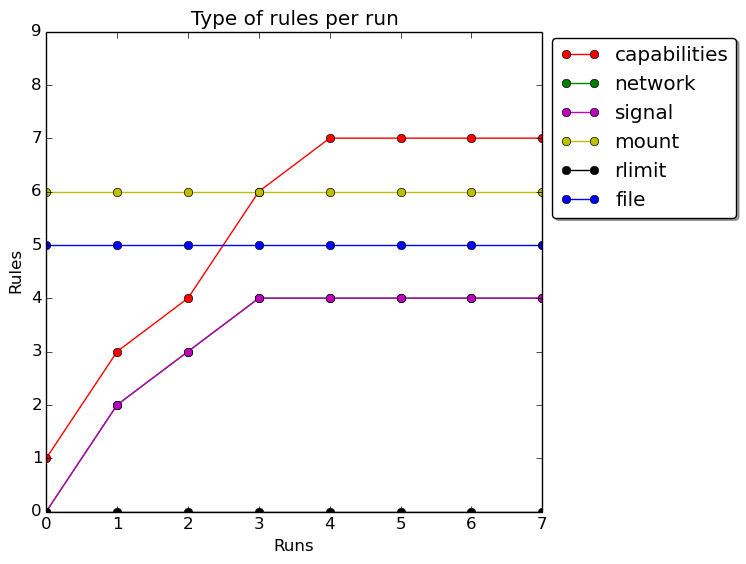 Type of rules per run
9
8
7
6
5
4
3
2
1
0
0 1 2 3 4 5 6 7
Rules
Runs
capabilities
network
signal
mount
rlimit
file